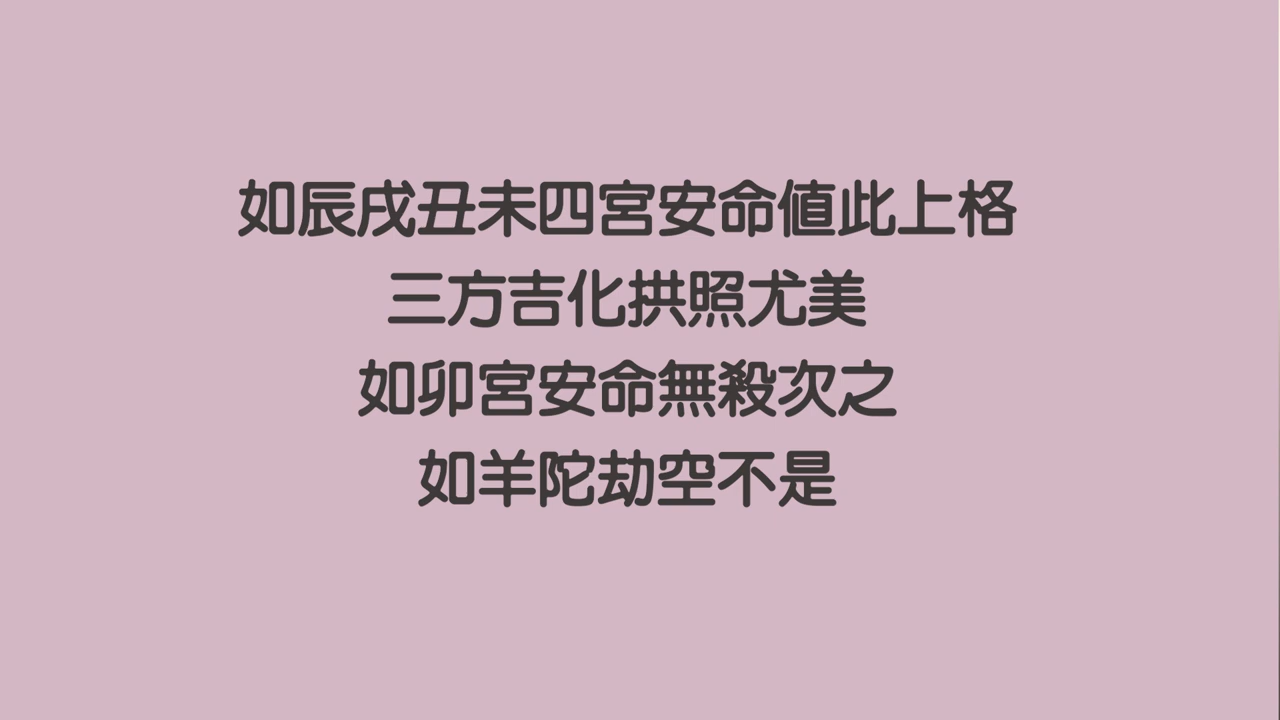 如辰戌丑未四宮安命值此上格
三方吉化拱照尤美
如卯宮安命無殺次之
如羊陀劫空不是